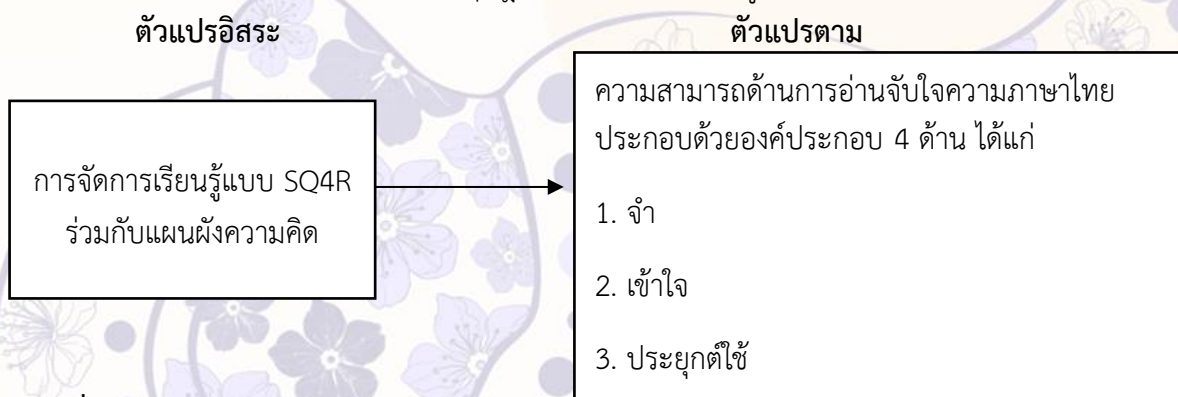 ตัวแปรอิสระ
ตัวแปรตาม
การจัดการเรียนรู้แบบ SQ4R
ร่วมกับแผนผังความคิด
ความสามารถด้านการอ่านจับใจความภาษาไทย
ประกอบด้วยองค์ประกอบ 4 ด้าน ได้แก่
1. จำ
2. เข้าใจ
3. ประยุกต์ใช้